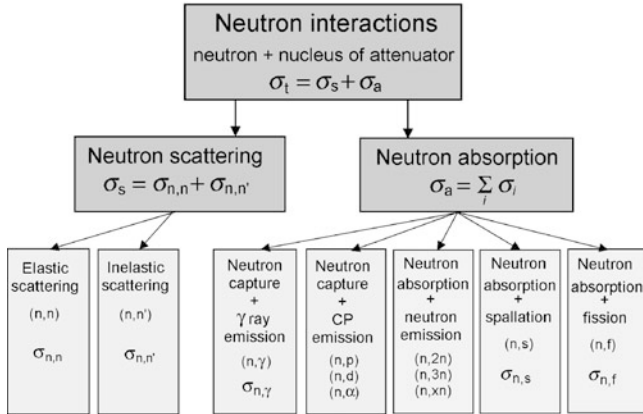 Neutron interactions
neutron + nucleus of attenuator
σt = σs + σa
Neutron scattering
σs = σn,n + σn,n'
Neutron absorption
σa = ∑i σi
Elastic
scattering
(n,n)
σn,n
Inelastic
scattering
(n,n')
σn,n'
Neutron
capture
+
γ ray
emission
(n,γ)
σn,γ
Neutron
capture
+
CP
emission
(n,p)
(n,d)
(n,α)
Neutron
absorption
+
neutron
emission
(n,2n)
(n,3n)
(n,xn)
Neutron
absorption
+
spallation
(n,s)
σn,s
Neutron
absorption
+
fission
(n,f)
σn,f